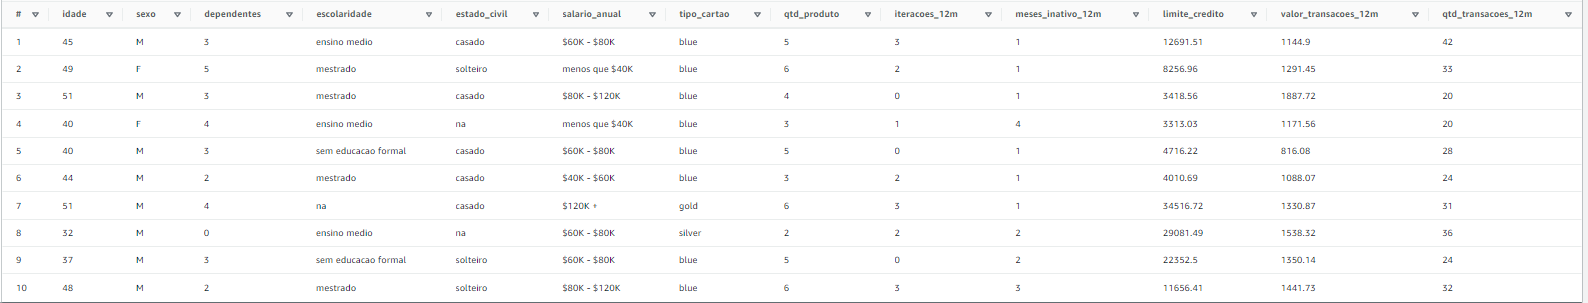 # idade sexo dependentes escolaridade estado_civil salario_anual tipo_cartao qtd_produto iteracoes_12m meses_inativo_12m limite_credito valor_transacoes_12m qtd_transacoes_12m
1 45 M 3 ensino medio casado $60K - $80K blue 5 3 1 12691.51 1144.9 42
2 49 F 5 mestrado solteiro menos que $40K blue 6 2 1 8256.96 1291.45 33
3 51 M 3 mestrado casado $80K - $120K blue 4 0 1 3418.56 1887.72 20
4 40 F 4 ensino medio na menos que $40K blue 3 1 4 3313.03 1171.56 20
5 40 M 3 sem educacao formal casado $60K - $80K blue 5 0 1 4716.22 816.08 28
6 44 M 2 mestrado casado $40K - $60K blue 3 2 1 4010.69 1088.07 24
7 51 M 4 na casado $120K + gold 6 3 1 34516.72 1330.87 31
8 32 M 0 ensino medio na $60K - $80K silver 2 2 2 29081.49 1538.32 36
9 37 M 3 sem educacao formal solteiro $60K - $80K blue 5 0 2 22352.5 1350.14 24
10 48 M 2 mestrado solteiro $80K - $120K blue 6 3 3 11656.41 1441.73 32